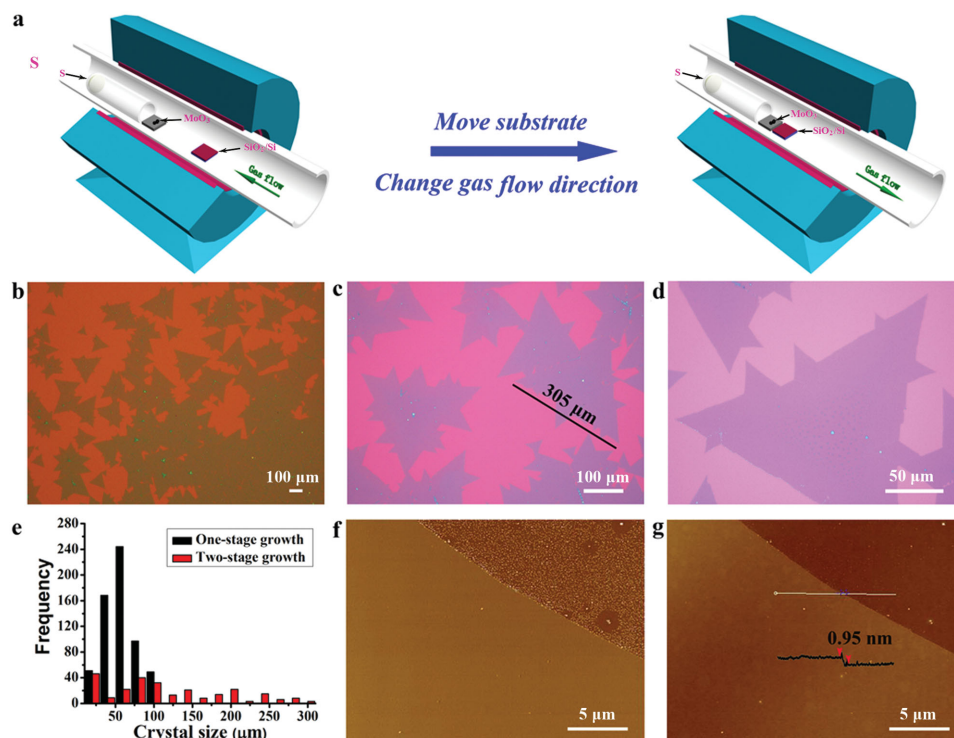 a
S
S
MoO3
SiO2/Si
Gas flow
Move substrate
Change gas flow direction
S
MoO3
SiO2/Si
Gas flow
b
100 μm
c
305 μm
100 μm
d
50 μm
e
280
240
200
160
120
80
40
0
Frequency
One-stage growth
Two-stage growth
50 100 150 200 250 300
Crystal size (μm)
f
5 μm
g
0.95 nm
5 μm